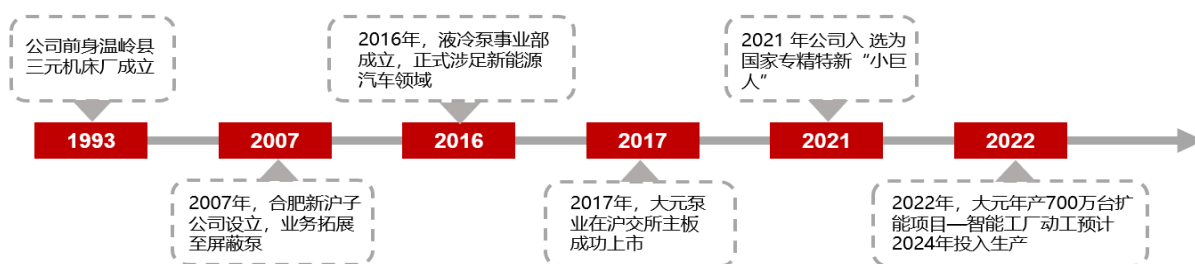 公司前身温岭县
三元机床厂成立
2016年，液冷泵事业部
成立，正式涉足新能源
汽车领域
2021 年公司入 选为
国家专精特新“小巨
人”
1993
2007
2016
2017
2021
2022
2007年，合肥新沪子
公司设立，业务拓展
至屏蔽泵
2017年，大元泵
业在沪交所主板
成功上市
2022年，大元年产700万台扩
能项目—智能工厂动工预计
2024年投入生产